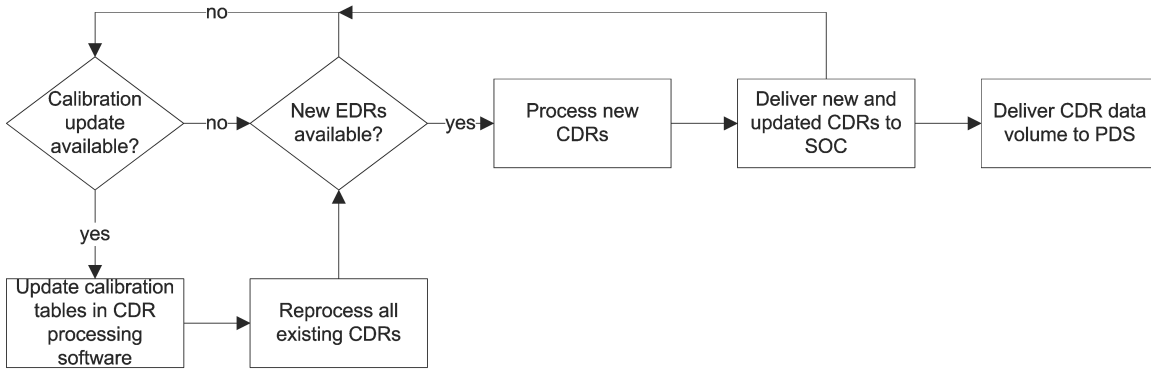 no
Calibration
update
available?
no
New EDRs
available?
yes
Process new
CDRs
Deliver new and
updated CDRs to
SOC
Deliver CDR data
volume to PDS
yes
Update calibration
tables in CDR
processing
software
Reprocess all
existing CDRs